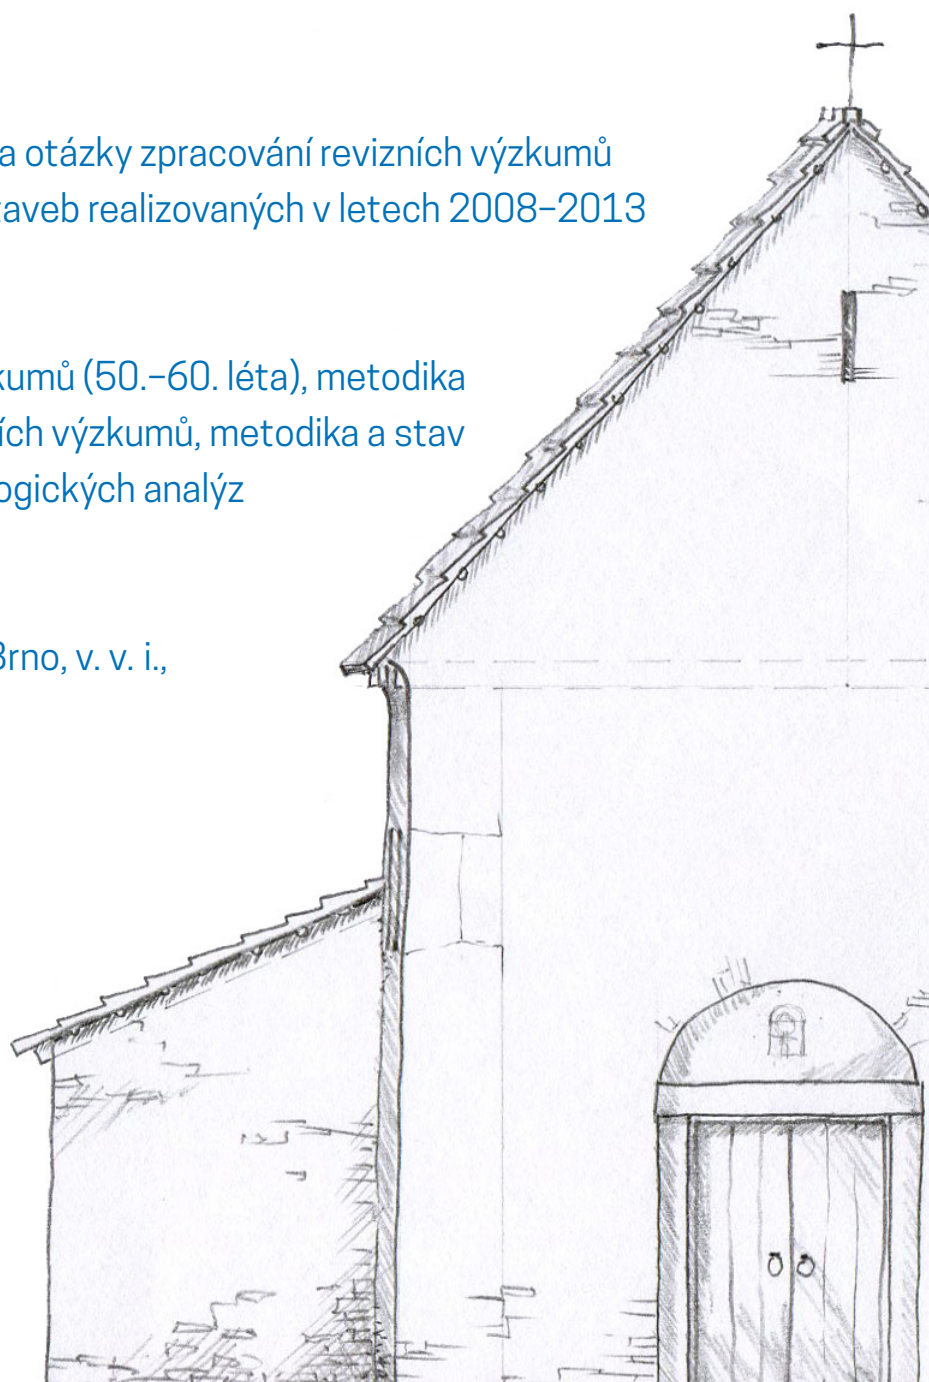 a otázky zpracování revizních výzkumů
taveb realizovaných v letech 2008–2013
kumů (50.–60. léta), metodika
ích výzkumů, metodika a stav
ogických analýz
Brno, v. v. i.,